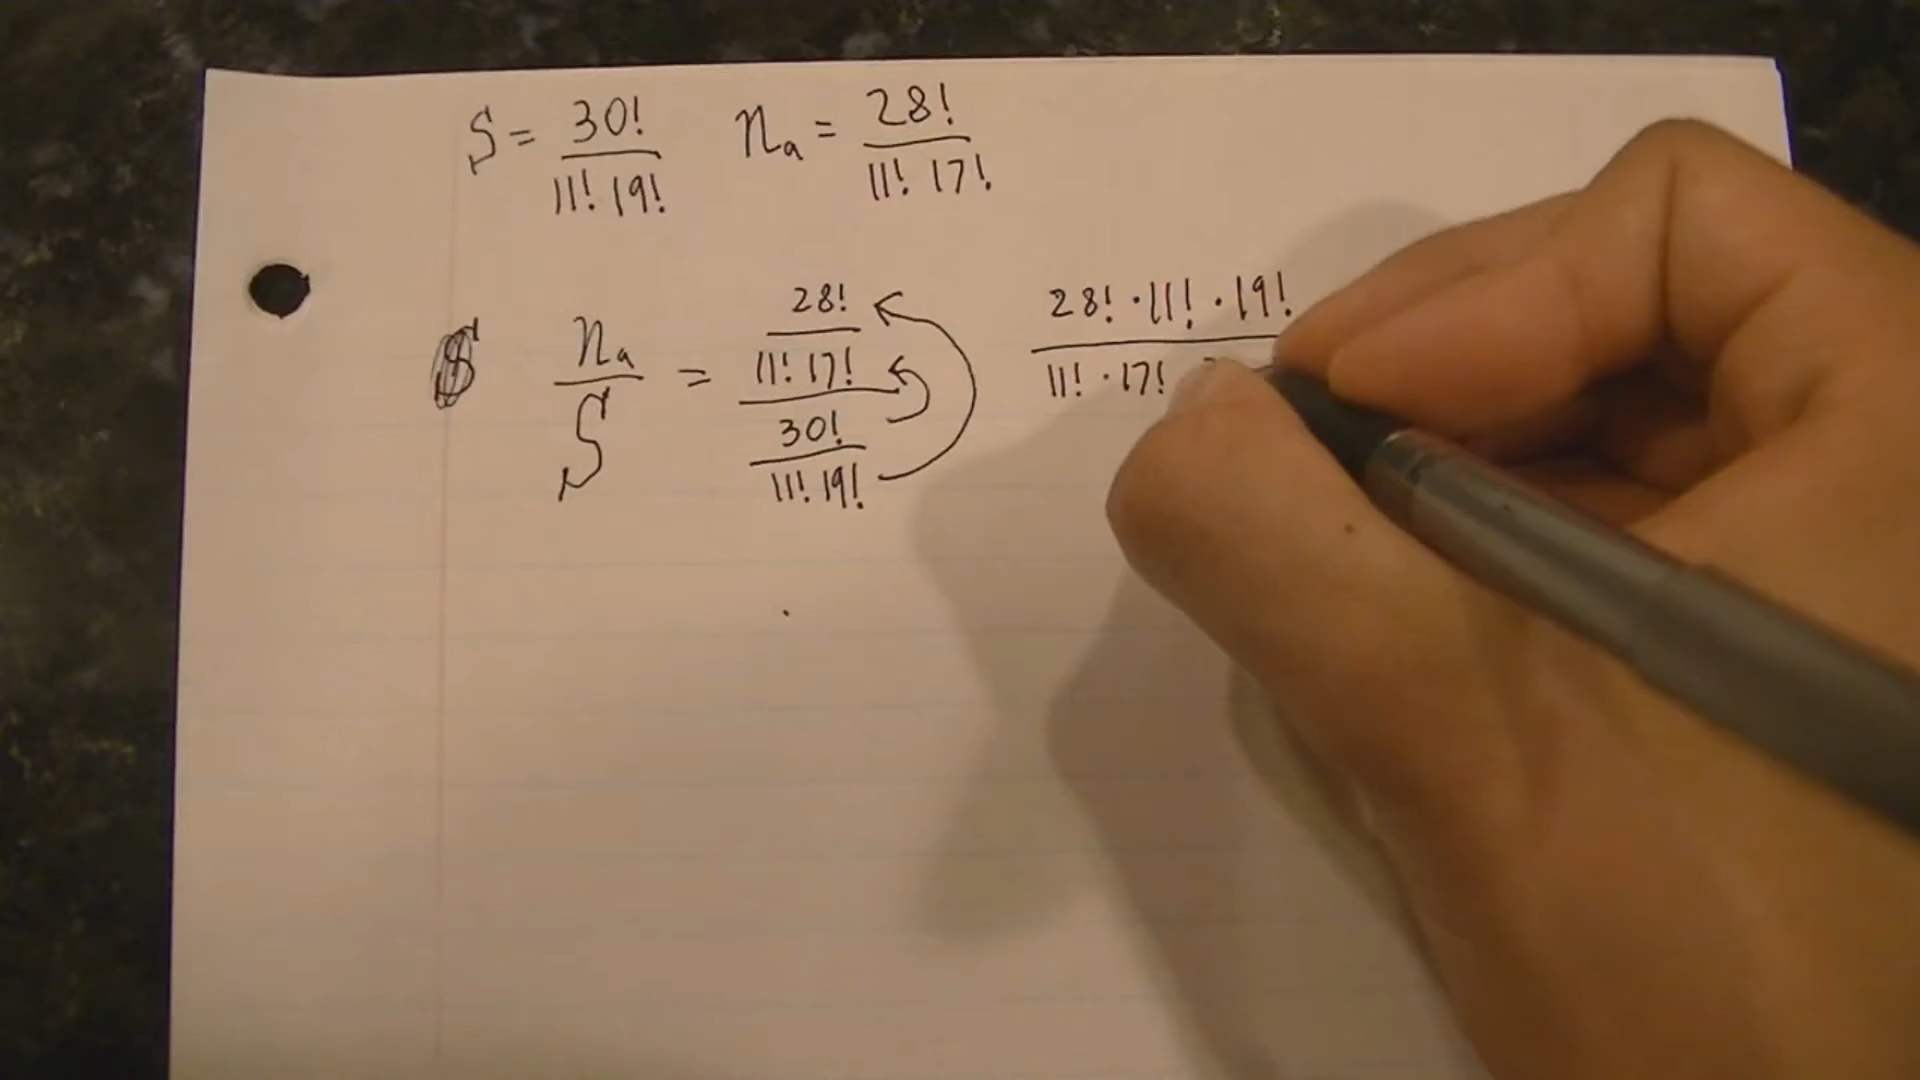 S = 30! / 11! 19!   n_a = 28! / 11! 17!
n_a / S = 28! / 11! 17! / 30! / 11! 19!   28! · 11! · 19! / 11! · 17!